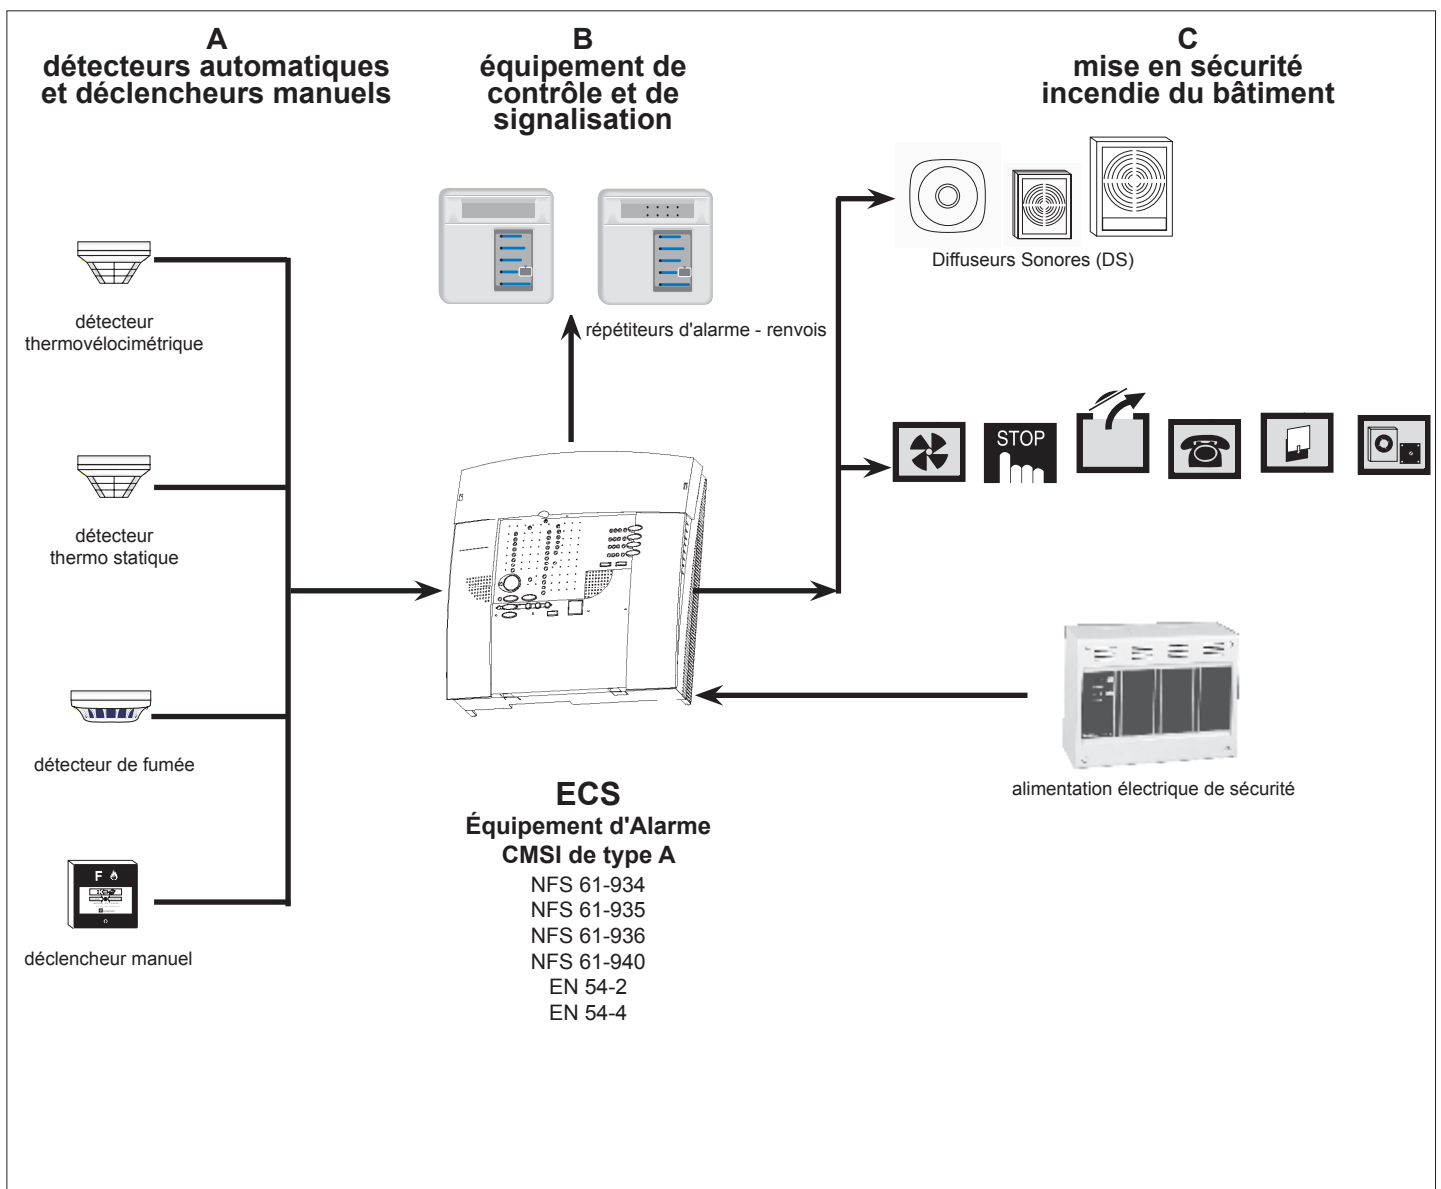 A
détecteurs automatiques
et déclencheurs manuels
B
équipement de
contrôle et de
signalisation
C
mise en sécurité
incendie du bâtiment
Diffuseurs Sonores (DS)
détecteur
thermovélocimétrique
répétiteurs d'alarme - renvois
STOP
détecteur
thermo statique
détecteur de fumée
alimentation électrique de sécurité
ECS
Équipement d'Alarme
CMSI de type A
NFS 61-934
NFS 61-935
NFS 61-936
NFS 61-940
EN 54-2
EN 54-4
F
déclencheur manuel